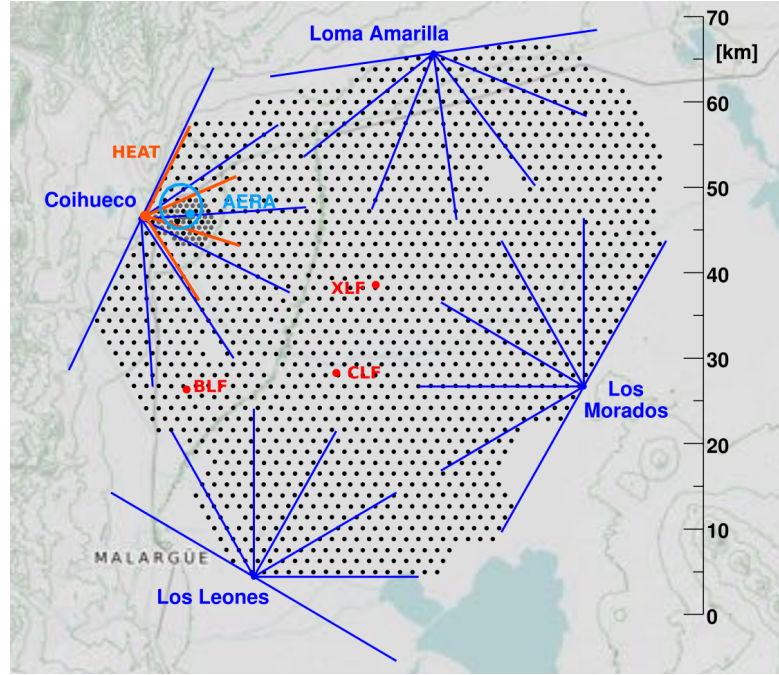 70
Loma Amarilla
[km]
60
HEAT
Coihueco
AERA
50
40
XLF
30
CLF
BLF
Los
Morados
20
10
MALARGÜE
Los Leones
0